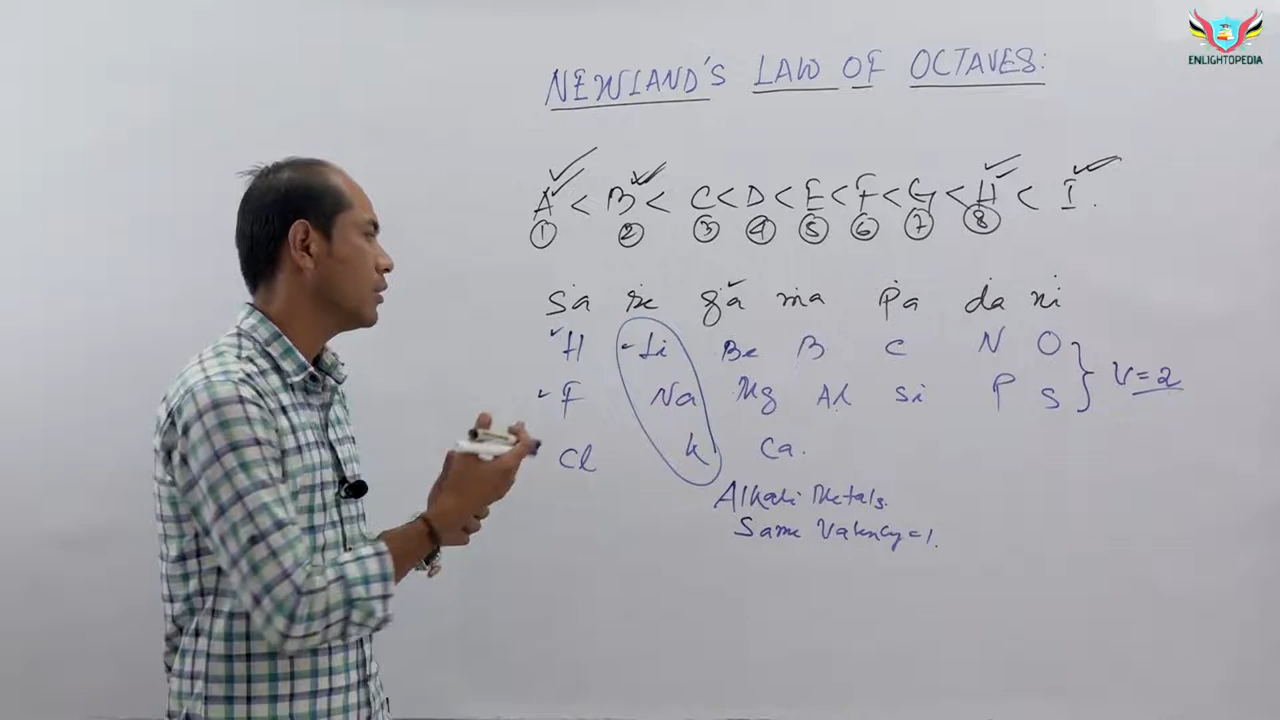 ENLIGHTOPEDIA
NEWLAND'S LAW OF OCTAVES:
A < B < C < D < E < F < G < H < I.
1 2 3 4 5 6 7 8
Sa re ga ma Pa da ni
H Li Be B C N O
F Na Mg Al Si P S } V=2
Cl K Ca.
Alkali Metals.
Same Valency=1.